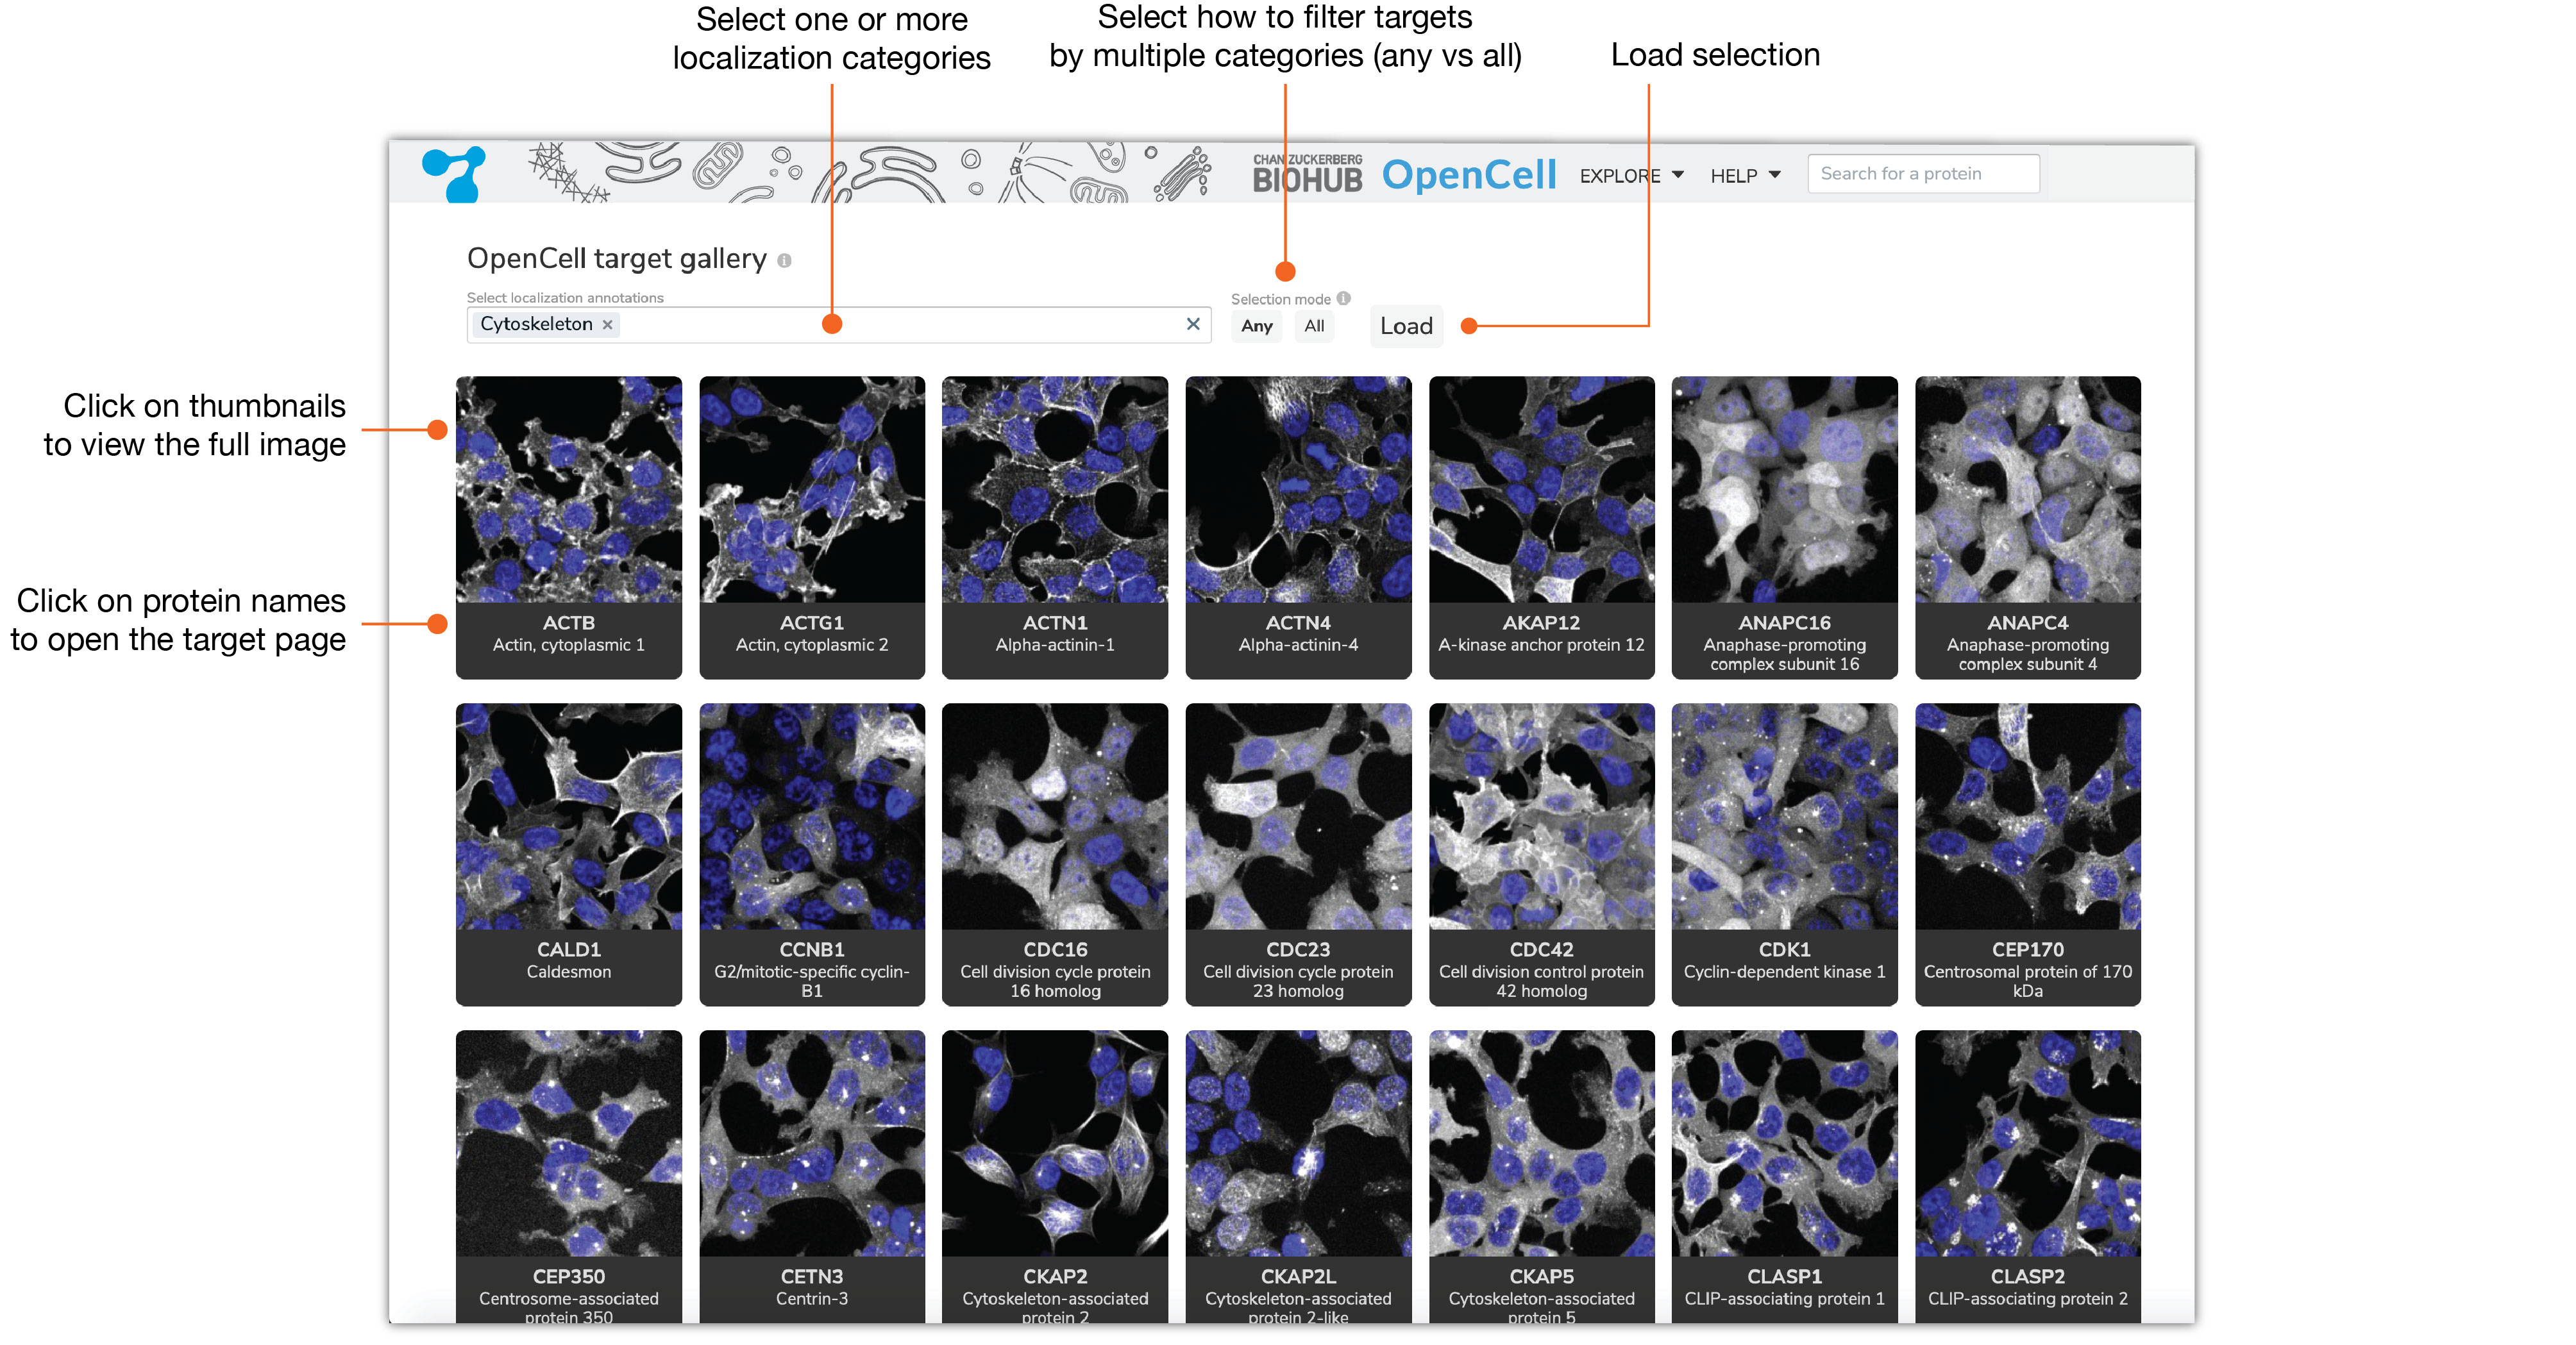 Select one or more
localization categories
Select how to filter targets
by multiple categories (any vs all)
Load selection
CHAN ZUCKERBERG
BIOHUB
OpenCell
EXPLORE
HELP
Search for a protein
OpenCell target gallery
Select localization annotations
Cytoskeleton ×
Selection mode
Any
All
Load
Click on thumbnails
to view the full image
Click on protein names
to open the target page
ACTB
Actin, cytoplasmic 1
ACTG1
Actin, cytoplasmic 2
ACTN1
Alpha-actinin-1
ACTN4
Alpha-actinin-4
AKAP12
A-kinase anchor protein 12
ANAPC16
Anaphase-promoting
complex subunit 16
ANAPC4
Anaphase-promoting
complex subunit 4
CALD1
Caldesmon
CCNB1
G2/mitotic-specific cyclin-
B1
CDC16
Cell division cycle protein
16 homolog
CDC23
Cell division cycle protein
23 homolog
CDC42
Cell division control protein
42 homolog
CDK1
Cyclin-dependent kinase 1
CEP170
Centrosomal protein of 170
kDa
CEP350
Centrosome-associated
protein 350
CETN3
Centrin-3
CKAP2
Cytoskeleton-associated
protein 2
CKAP2L
Cytoskeleton-associated
protein 2-like
CKAP5
Cytoskeleton-associated
protein 5
CLASP1
CLIP-associating protein 1
CLASP2
CLIP-associating protein 2